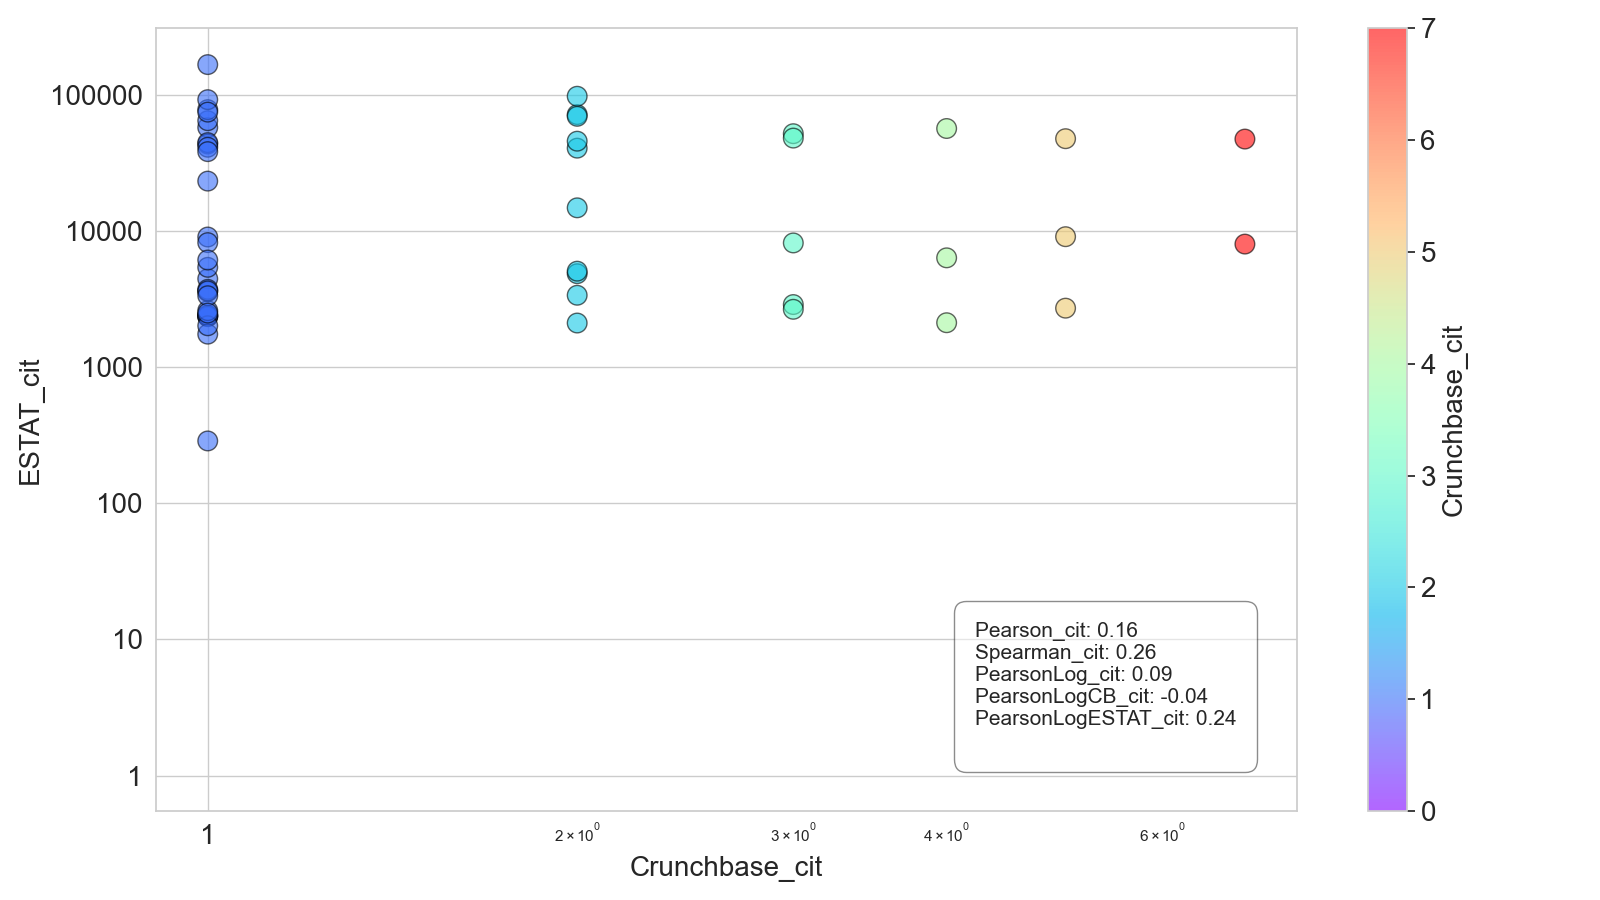 100000
10000
1000
100
10
1
ESTAT_cit
1
2 × 10⁰
3 × 10⁰
4 × 10⁰
6 × 10⁰
Crunchbase_cit
Pearson_cit: 0.16
Spearman_cit: 0.26
PearsonLog_cit: 0.09
PearsonLogCB_cit: -0.04
PearsonLogESTAT_cit: 0.24
7
6
5
4
3
2
1
0
Crunchbase_cit